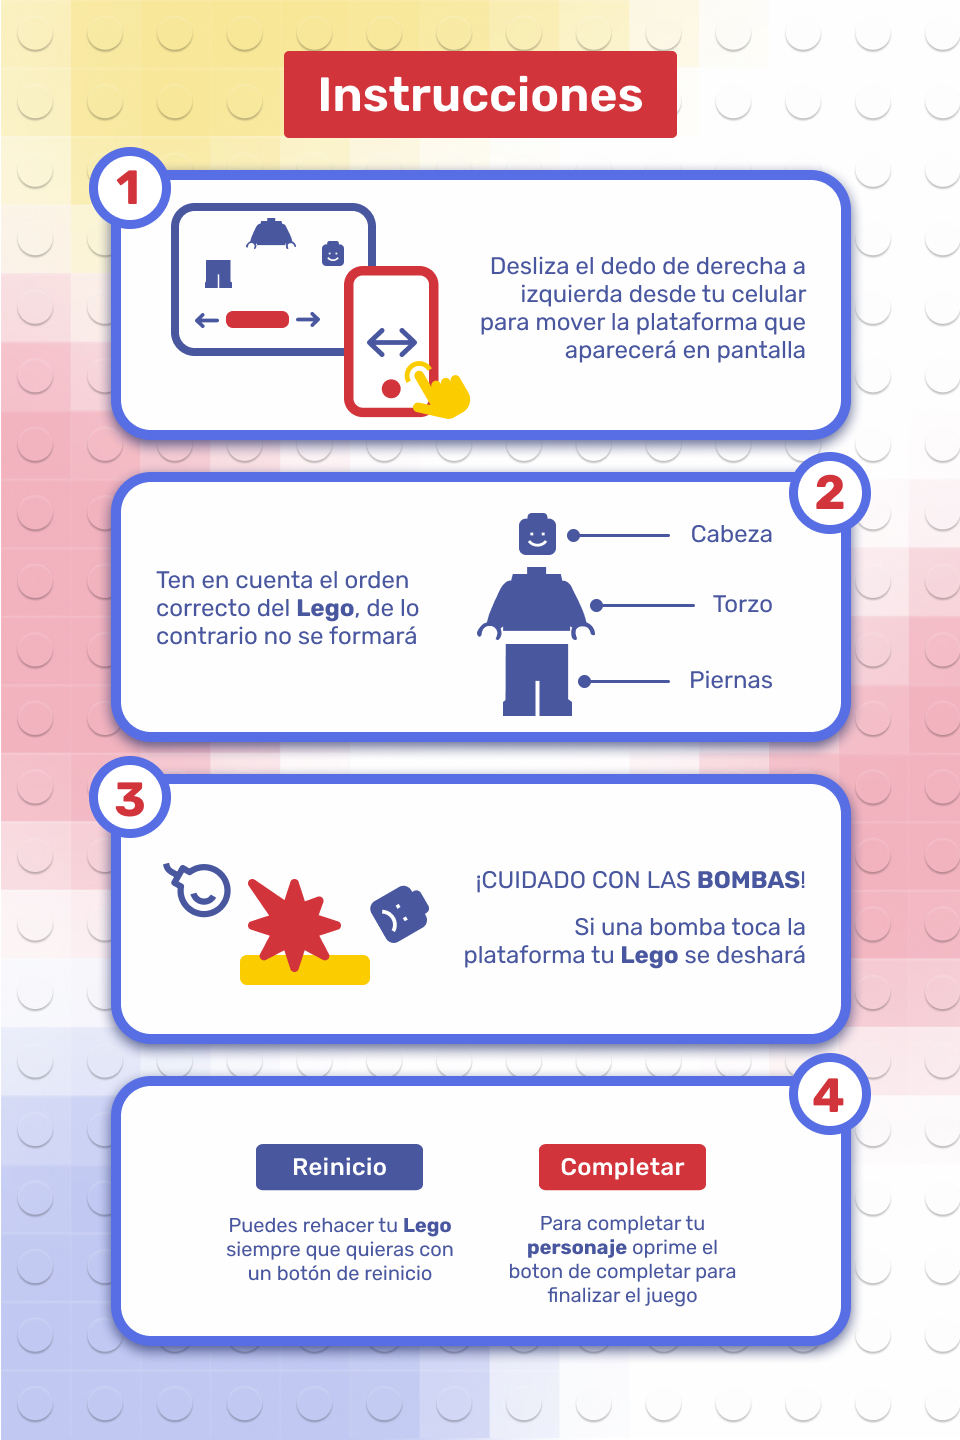 Instrucciones
1
Desliza el dedo de derecha a
izquierda desde tu celular
para mover la plataforma que
aparecerá en pantalla
2
Ten en cuenta el orden
correcto del Lego, de lo
contrario no se formará
Cabeza
Torzo
Piernas
3
¡CUIDADO CON LAS BOMBAS!
Si una bomba toca la
plataforma tu Lego se deshará
4
Reinicio
Puedes rehacer tu Lego
siempre que quieras con
un botón de reinicio
Completar
Para completar tu
personaje oprime el
boton de completar para
finalizar el juego